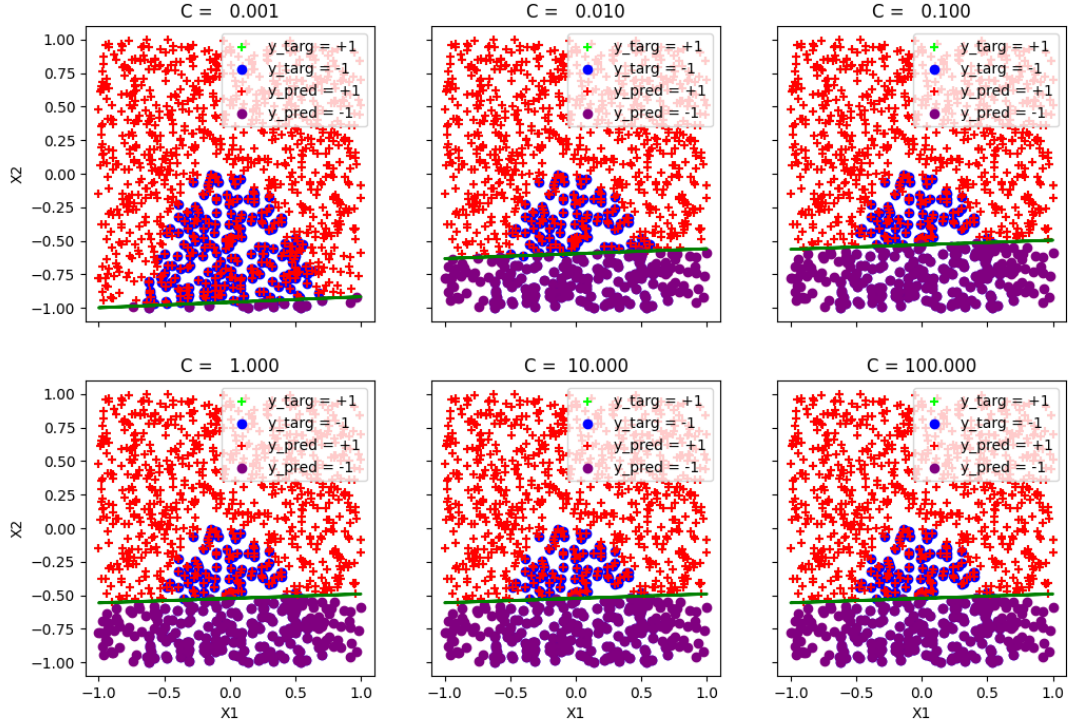 C = 0.001
C = 0.010
C = 0.100
y_targ = +1
y_targ = -1
y_pred = +1
y_pred = -1
y_targ = +1
y_targ = -1
y_pred = +1
y_pred = -1
y_targ = +1
y_targ = -1
y_pred = +1
y_pred = -1
1.00
0.75
0.50
0.25
0.00
−0.25
−0.50
−0.75
−1.00
X2
C = 1.000
C = 10.000
C = 100.000
y_targ = +1
y_targ = -1
y_pred = +1
y_pred = -1
y_targ = +1
y_targ = -1
y_pred = +1
y_pred = -1
y_targ = +1
y_targ = -1
y_pred = +1
y_pred = -1
1.00
0.75
0.50
0.25
0.00
−0.25
−0.50
−0.75
−1.00
X2
−1.0 −0.5 0.0 0.5 1.0
−1.0 −0.5 0.0 0.5 1.0
−1.0 −0.5 0.0 0.5 1.0
X1
X1
X1